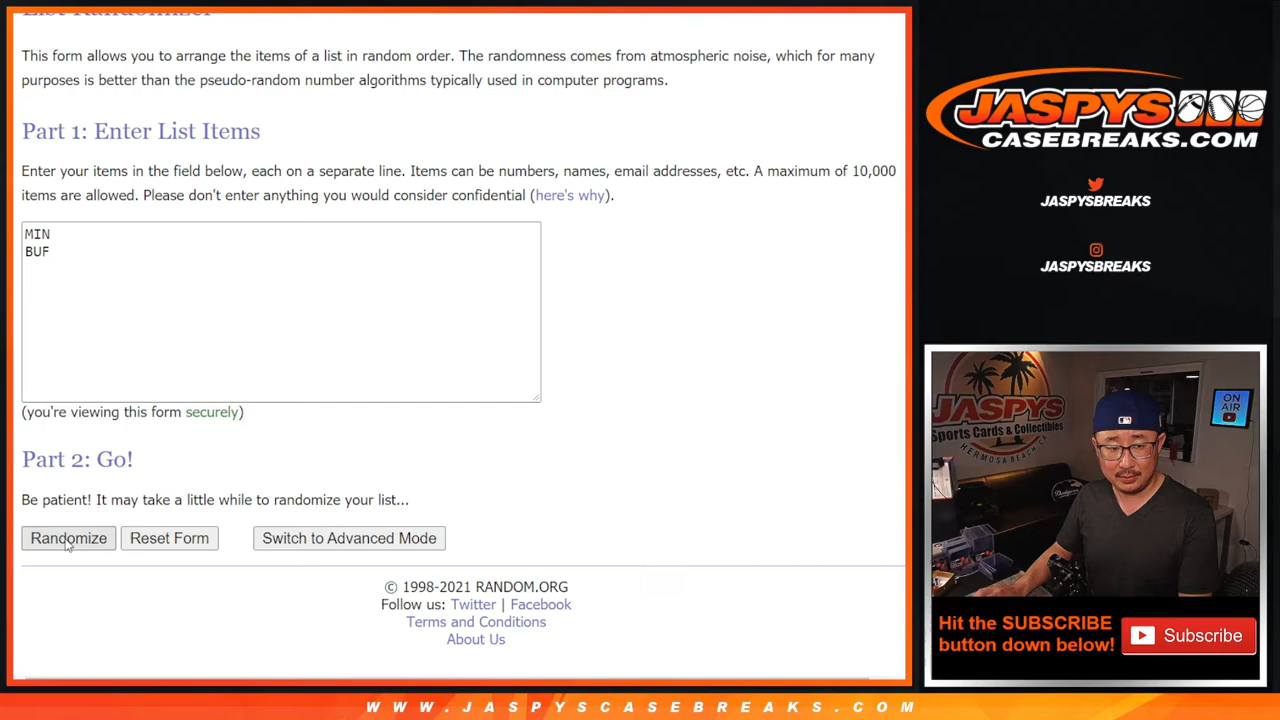 List Randomizer
This form allows you to arrange the items of a list in random order. The randomness comes from atmospheric noise, which for many
purposes is better than the pseudo-random number algorithms typically used in computer programs.
Part 1: Enter List Items
Enter your items in the field below, each on a separate line. Items can be numbers, names, email addresses, etc. A maximum of 10,000
items are allowed. Please don't enter anything you would consider confidential (here's why).
MIN
BUF
(you're viewing this form securely)
Part 2: Go!
Be patient! It may take a little while to randomize your list...
Randomize
Reset Form
Switch to Advanced Mode
© 1998-2021 RANDOM.ORG
Follow us: Twitter | Facebook
Terms and Conditions
About Us
JASPYS
CASEBREAKS.COM
JASPYSBREAKS
JASPYSBREAKS
JASPYS
Sports Cards & Collectibles
HERMOSA BEACH CA
ON
AIR
Dodgers
Hit the SUBSCRIBE
button down below!
Subscribe
WWW.JASPYSCASEBREAKS.COM